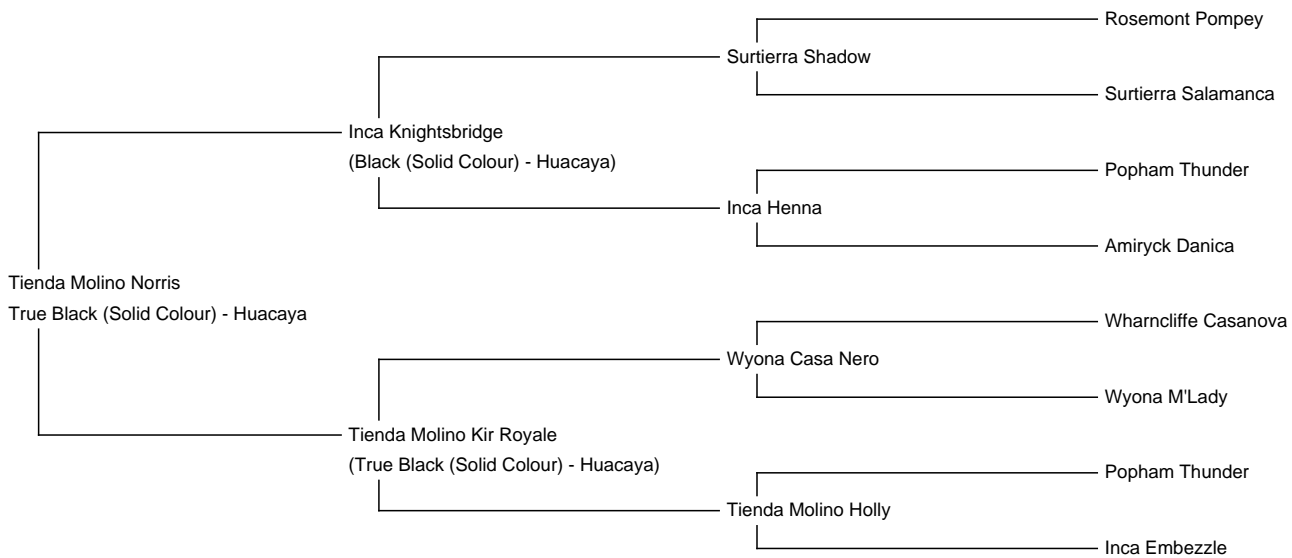 Rosemont Pompey
Surtierra Shadow
Surtierra Salamanca
Inca Knightsbridge
(Black (Solid Colour) - Huacaya)
Popham Thunder
Inca Henna
Amiryck Danica
Tienda Molino Norris
True Black (Solid Colour) - Huacaya
Wharncliffe Casanova
Wyona Casa Nero
Wyona M'Lady
Tienda Molino Kir Royale
(True Black (Solid Colour) - Huacaya)
Popham Thunder
Tienda Molino Holly
Inca Embezzle